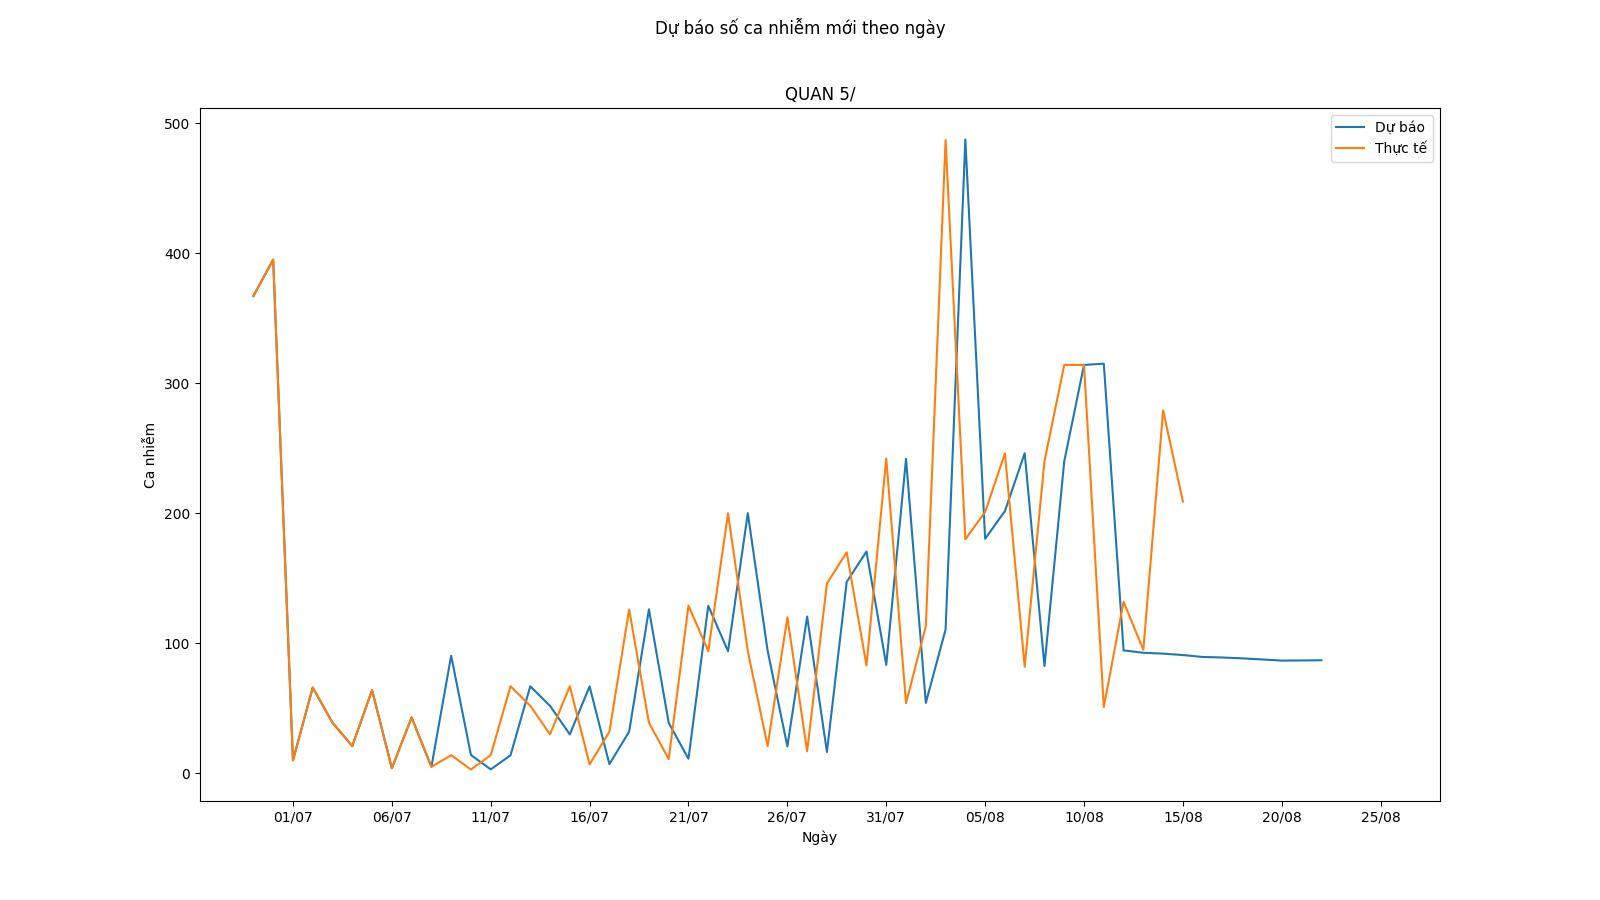 Dự báo số ca nhiễm mới theo ngày
QUAN 5/
Dự báo
Thực tế
Ca nhiễm
500
400
300
200
100
0
01/07 06/07 11/07 16/07 21/07 26/07 31/07 05/08 10/08 15/08 20/08 25/08
Ngày